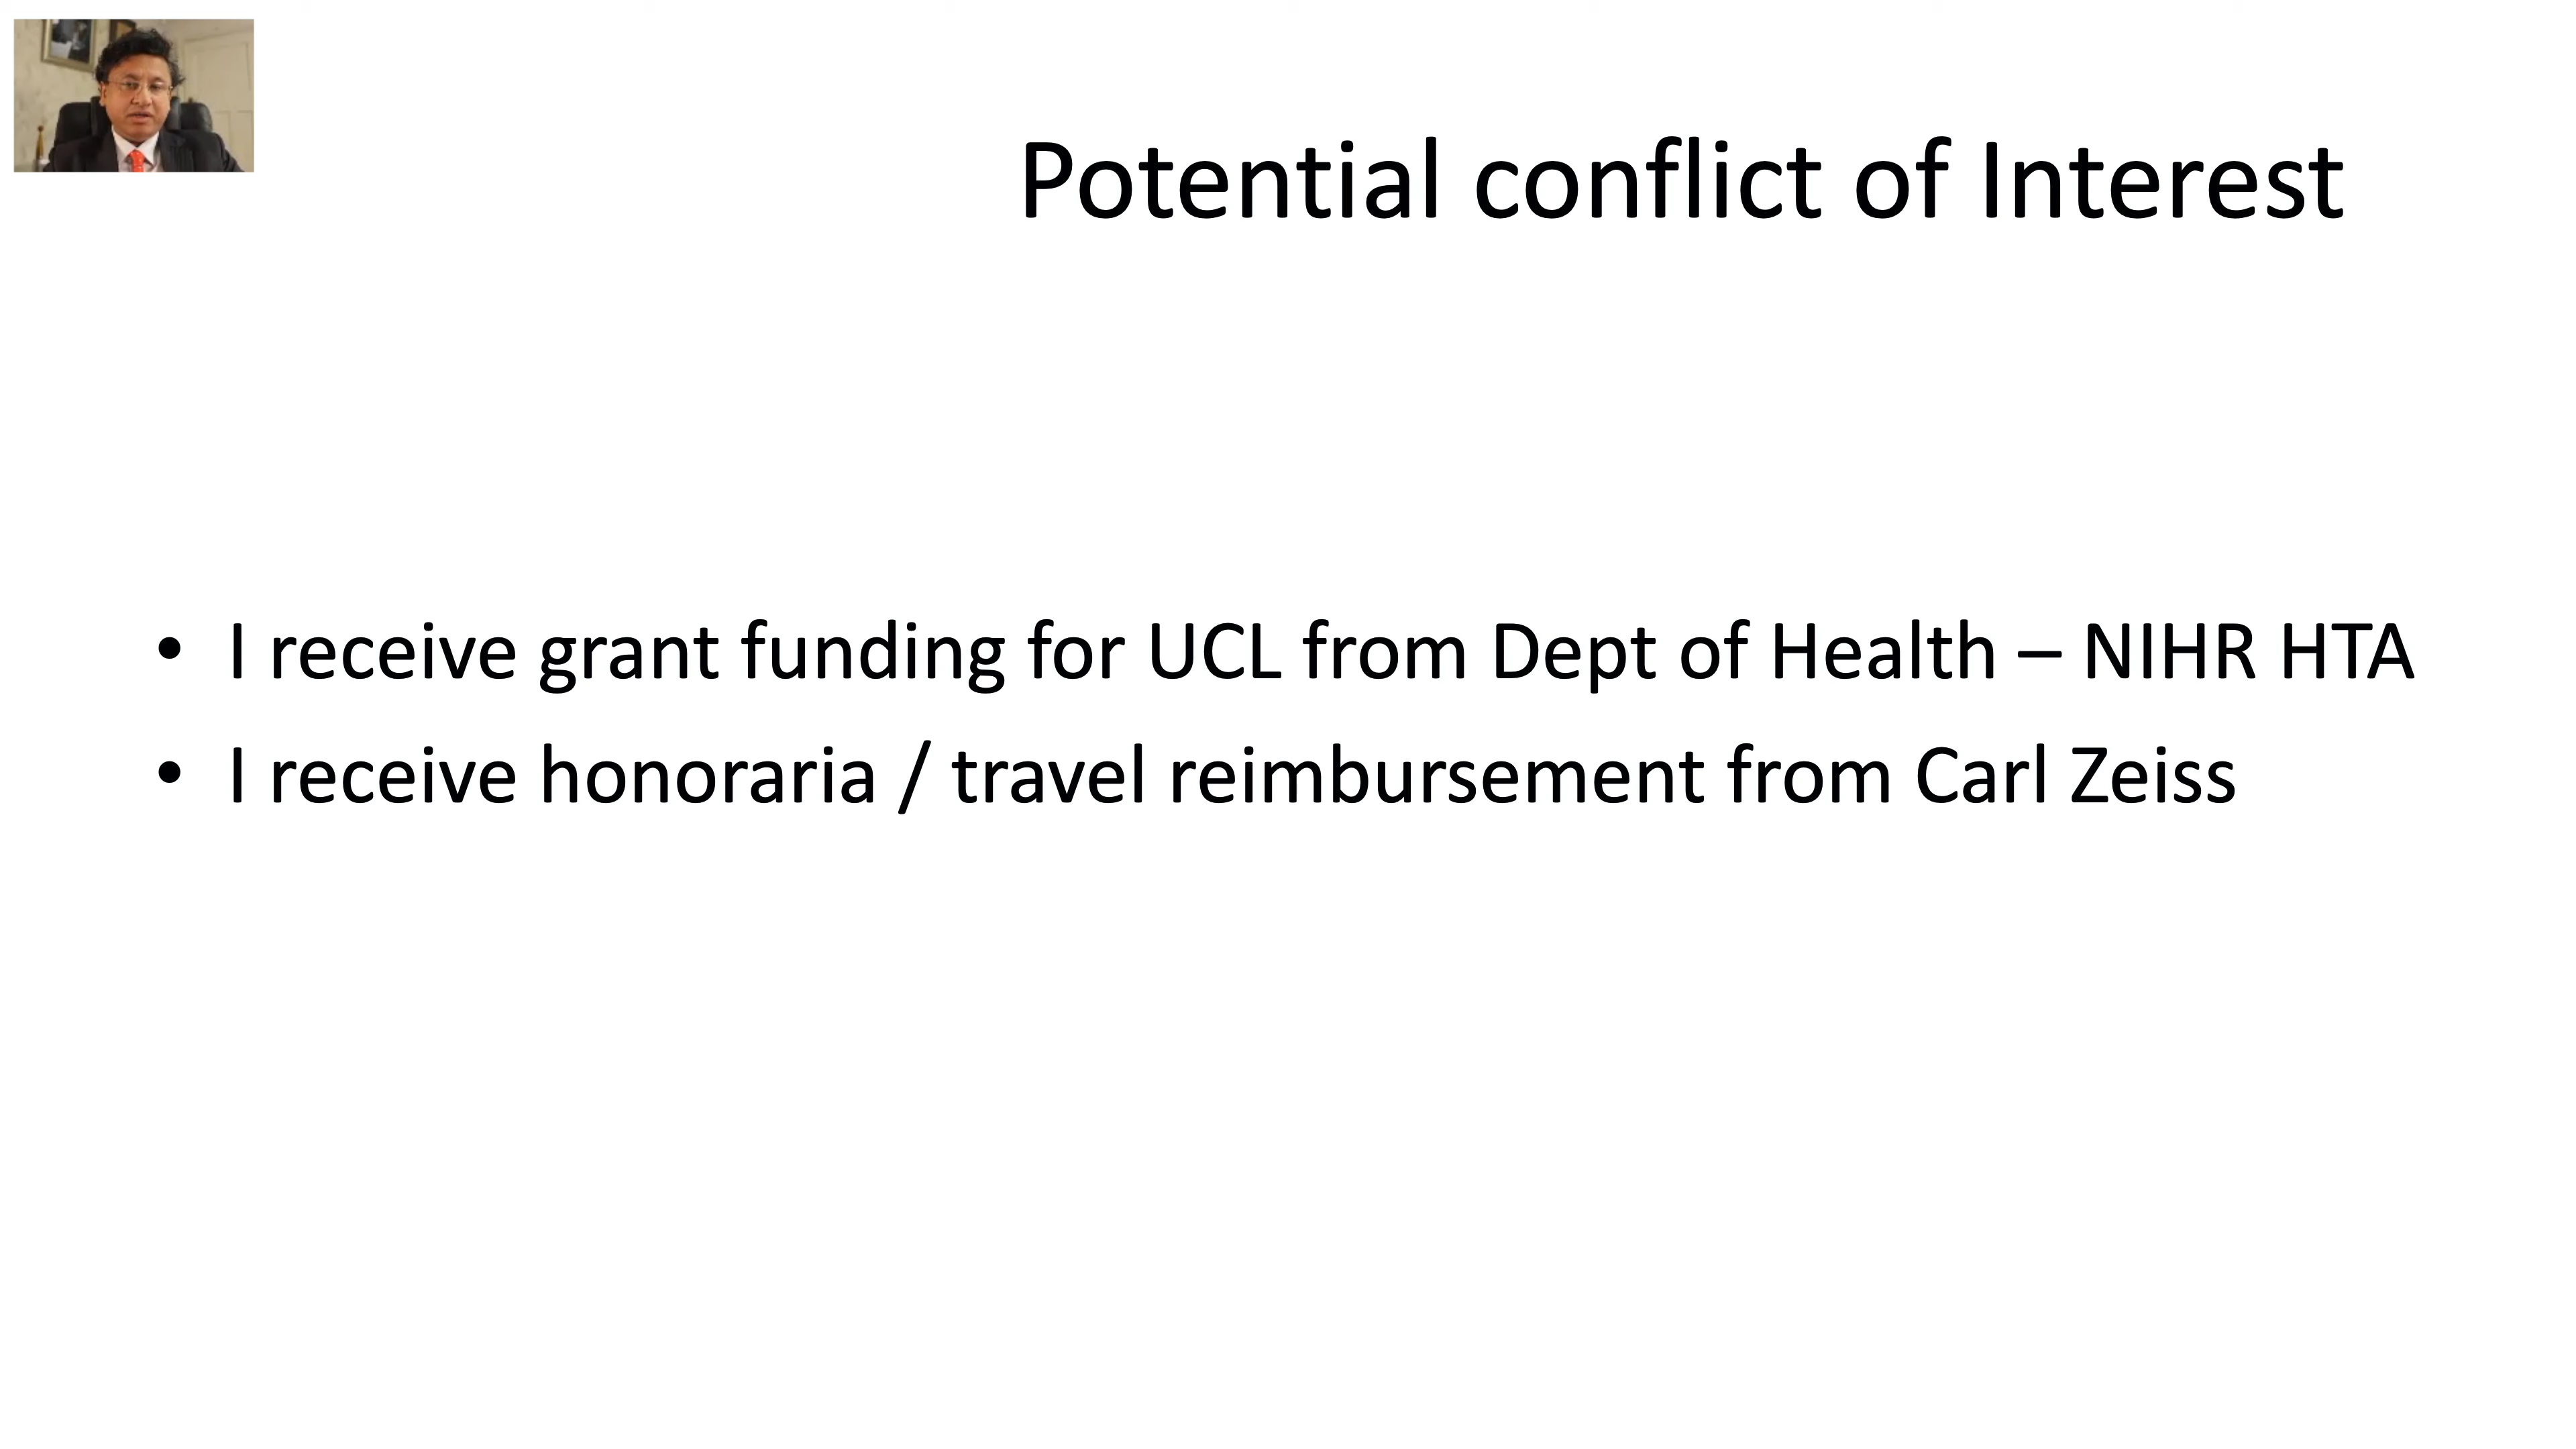 Potential conflict of Interest
• I receive grant funding for UCL from Dept of Health – NIHR HTA
• I receive honoraria / travel reimbursement from Carl Zeiss